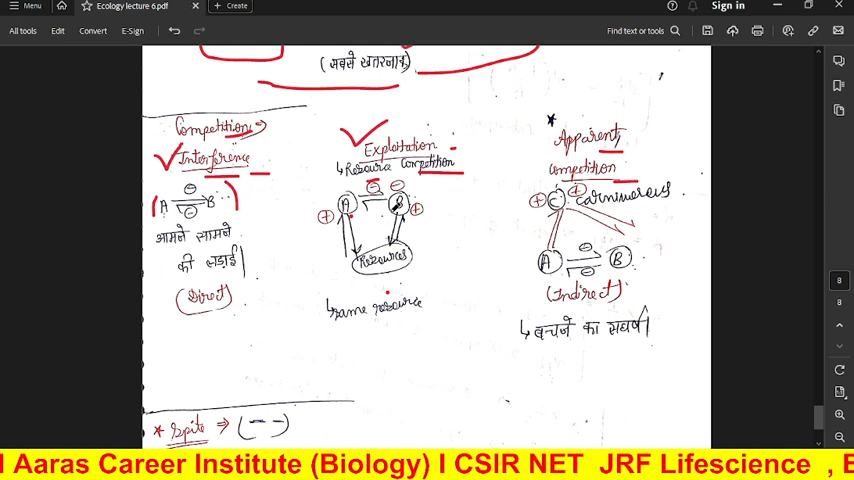 Menu
Ecology lecture 6.pdf
+ Create
Sign in
All tools Edit Convert E-Sign
Find text or tools
(सबसे खतरनाक)
Competition →
Interference
A ⊖ B
⊖
आमने सामने
की लड़ाई|
(Direct)
Exploitation -
↳ Resource Competition
⊖ ⊖
⊕ A B ⊕
Resources
↳ same resource
* Apparent,
competition
⊕ C ⊕ Carnivorous
A ⊖ B
⊖
(Indirect)
↳ बचने का संघर्ष|
8
8
* Spite ⇒ (- -)
I Aaras Career Institute (Biology) I CSIR NET JRF Lifescience , E